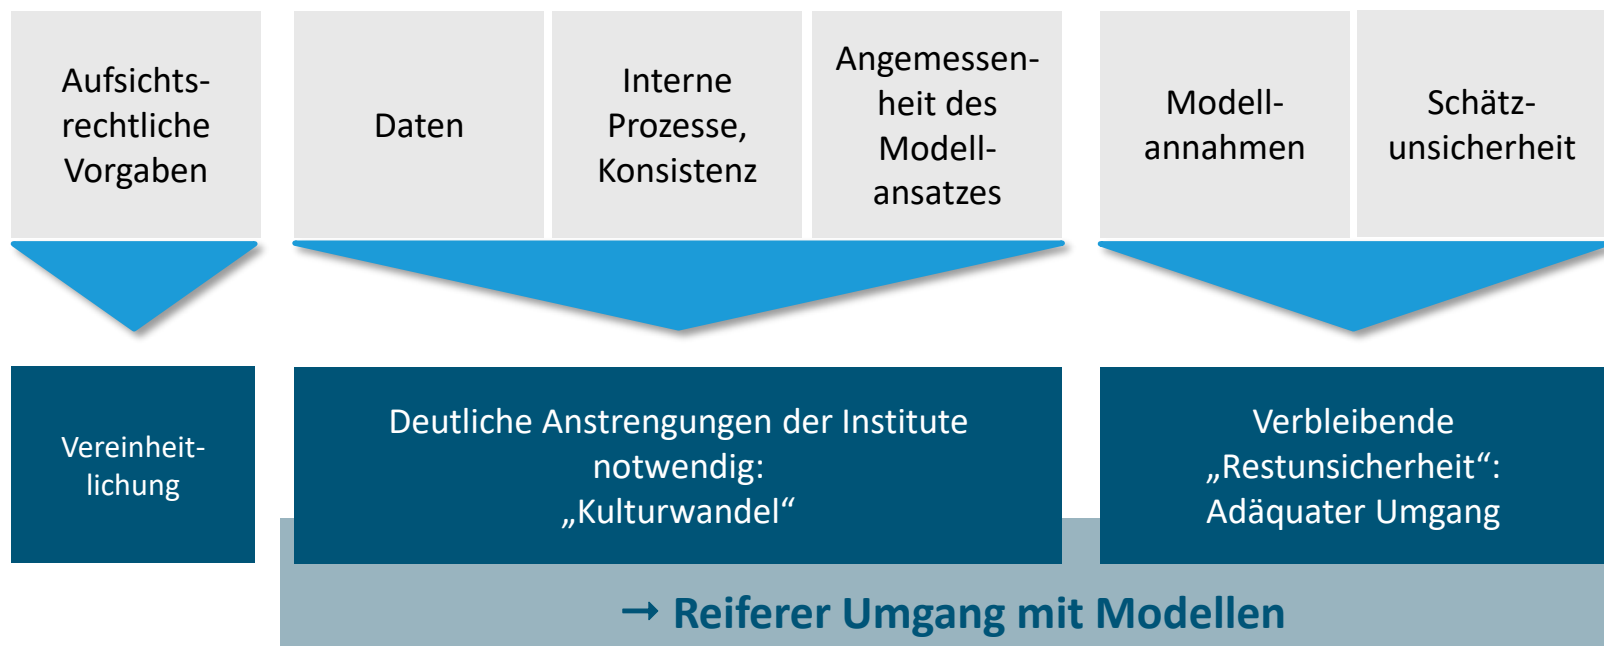 Aufsichts-
rechtliche
Vorgaben
Daten
Interne
Prozesse,
Konsistenz
Angemessen-
heit des
Modell-
ansatzes
Modell-
annahmen
Schätz-
unsicherheit
Vereinheit-
lichung
Deutliche Anstrengungen der Institute
notwendig:
„Kulturwandel“
Verbleibende
„Restunsicherheit“:
Adäquater Umgang
→ Reiferer Umgang mit Modellen